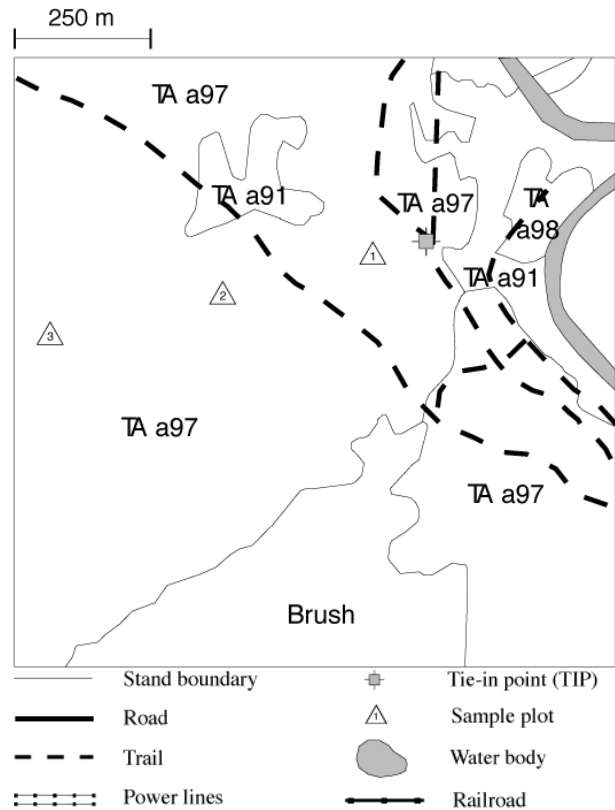 250 m
TA a97
TA a91
TA a97
TA
a98
1
TA a91
2
3
TA a97
TA a97
Brush
Stand boundary
Tie-in point (TIP)
Road
1
Sample plot
Trail
Water body
Power lines
Railroad